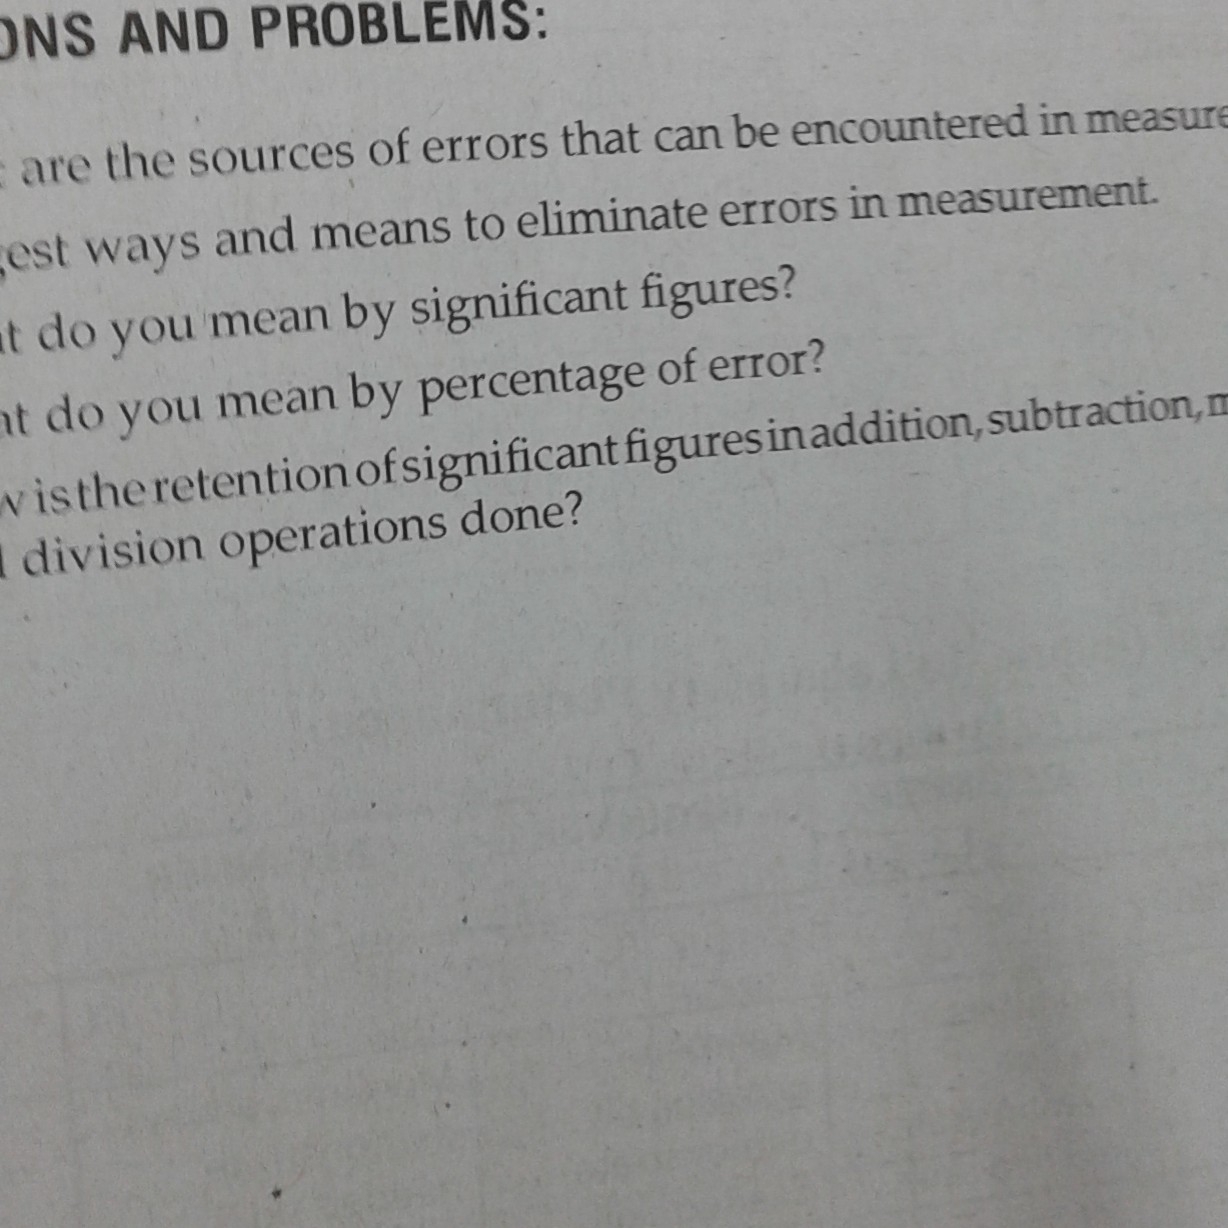 ONS AND PROBLEMS:
are the sources of errors that can be encountered in measure
gest ways and means to eliminate errors in measurement.
at do you mean by significant figures?
at do you mean by percentage of error?
w is the retention of significant figures in addition, subtraction, m
division operations done?